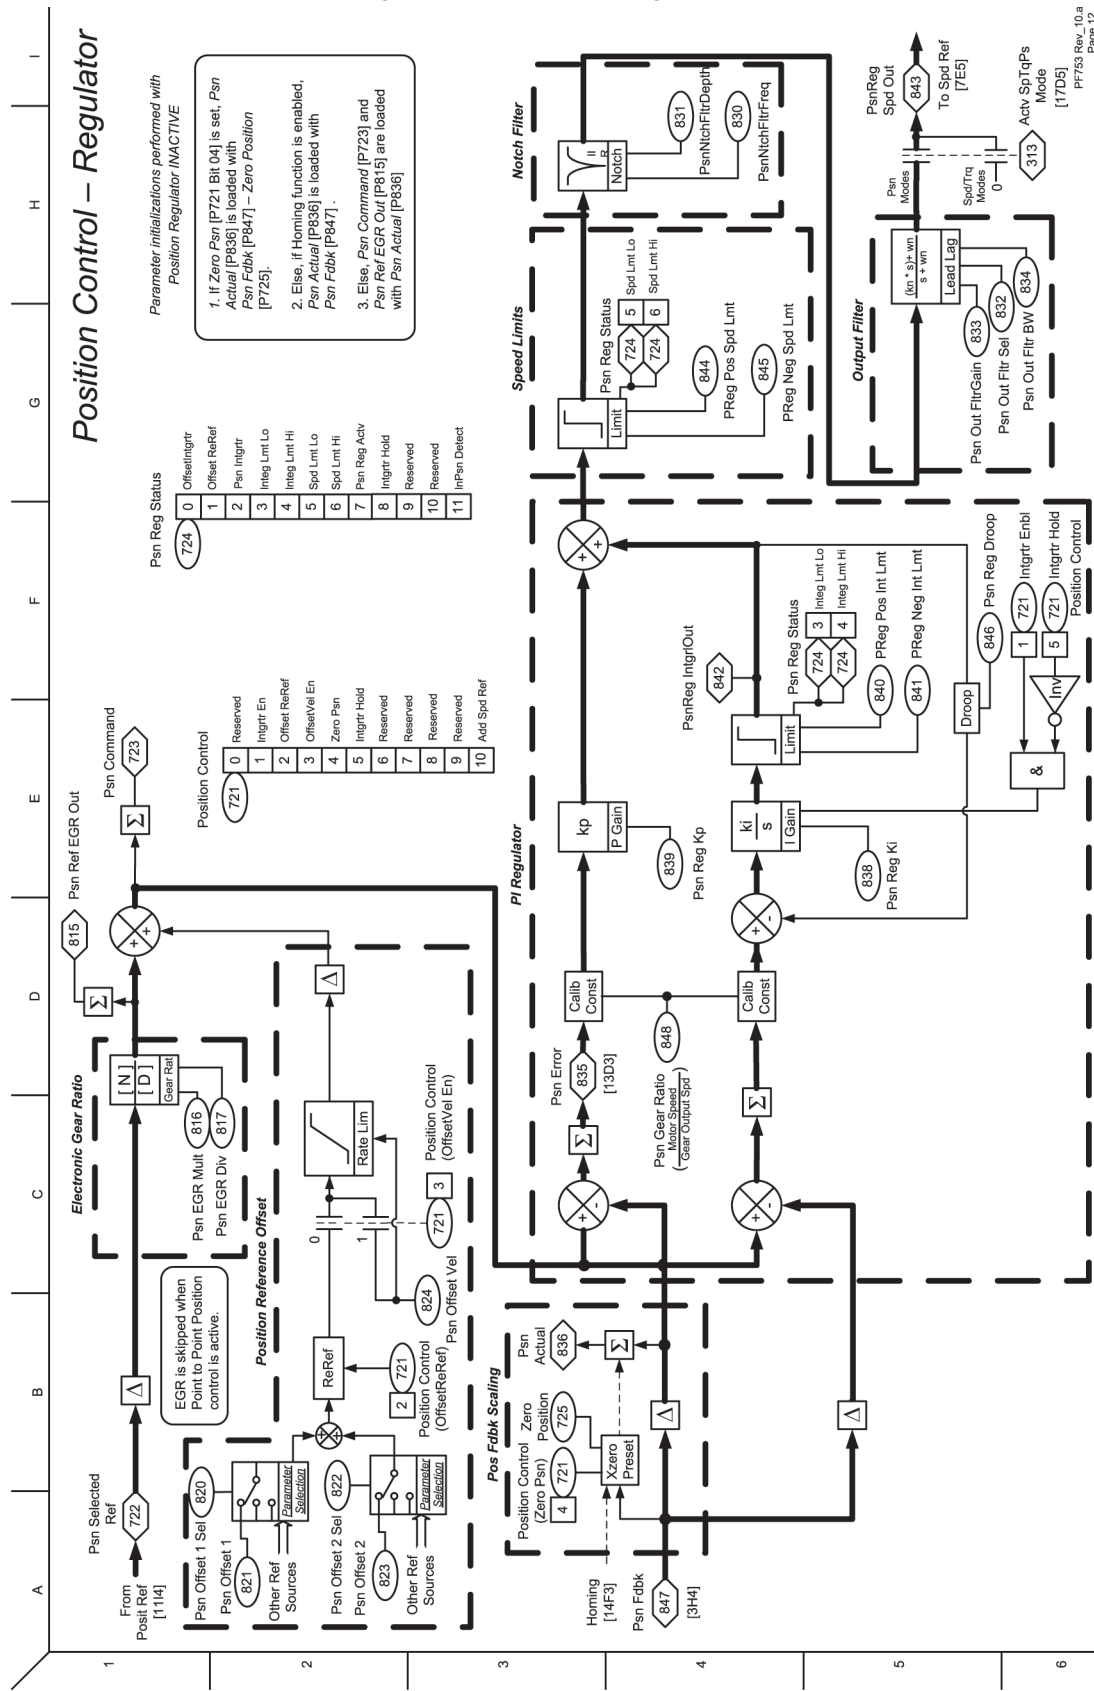 Position Control – Regulator
Parameter initializations performed with
Position Regulator INACTIVE
1. If Zero Psn [P721 Bit 04] is set, Psn
Actual [P836] is loaded with
Psn Fdbk [P847] – Zero Position
[P725].
2. Else, if Homing function is enabled,
Psn Actual [P836] is loaded with
Psn Fdbk [P847] .
3. Else, Psn Command [P723] and
Psn Ref EGR Out [P815] are loaded
with Psn Actual [P836]
A
B
C
D
E
F
G
H
I
1
2
3
4
5
6
From
Posit Ref
[11I4]
Psn Selected
Ref
722
Δ
EGR is skipped when
Point to Point Position
control is active.
Electronic Gear Ratio
[ N ]
[ D ]
Gear Rat
816
817
Psn EGR Mult
Psn EGR Div
Σ
815
Psn Ref EGR Out
+
+
Σ
723
Psn Command
Position Control
721
0 Reserved
1 Intgrtr En
2 Offset ReRef
3 OffsetVel En
4 Zero Psn
5 Intgrtr Hold
6 Reserved
7 Reserved
8 Reserved
9 Reserved
10 Add Spd Ref
Psn Reg Status
724
0 OffsetIntgrtr
1 Offset ReRef
2 Psn Intgrtr
3 Integ Lmt Lo
4 Integ Lmt Hi
5 Spd Lmt Lo
6 Spd Lmt Hi
7 Psn Reg Actv
8 Intgrtr Hold
9 Reserved
10 Reserved
11 InPsn Detect
Position Reference Offset
Psn Offset 1 Sel
820
Psn Offset 1
821
Other Ref
Sources
Parameter
Selection
Psn Offset 2 Sel
822
Psn Offset 2
823
Other Ref
Sources
Parameter
Selection
+
+
ReRef
2
721
Position Control
(OffsetReRef)
824
Psn Offset Vel
0
1
721
3
Position Control
(OffsetVel En)
Rate Lim
Δ
Pos Fdbk Scaling
Homing
[14F3]
Psn Fdbk
847
[3H4]
Position Control
(Zero Psn)
4
721
Zero
Position
725
Xzero
Preset
Psn
Actual
836
Σ
Δ
Δ
PI Regulator
+
-
Σ
Psn Error
835
[13D3]
Calib
Const
848
Psn Gear Ratio
( Motor Speed
Gear Output Spd )
+
-
Σ
Calib
Const
kp
P Gain
839
Psn Reg Kp
+
-
ki
s
I Gain
838
Psn Reg Ki
Limit
PsnReg IntgrlOut
842
Psn Reg Status
724
3
Integ Lmt Lo
724
4
Integ Lmt Hi
840
PReg Pos Int Lmt
841
PReg Neg Int Lmt
Droop
846
Psn Reg Droop
&
Inv
1
721
Intgrtr Enbl
5
721
Intgrtr Hold
Position Control
+
+
Speed Limits
Limit
Psn Reg Status
724
5
Spd Lmt Lo
724
6
Spd Lmt Hi
844
PReg Pos Spd Lmt
845
PReg Neg Spd Lmt
Notch Filter
II
R
Notch
831
PsnNtchFltrDepth
830
PsnNtchFltrFreq
Output Filter
(kn * s)+ wn
s + wn
Lead Lag
833
Psn Out FltrGain
832
Psn Out Fltr Sel
834
Psn Out Fltr BW
Psn
Modes
Spd/Trq
Modes
0
PsnReg
Spd Out
843
To Spd Ref
[7E5]
313
Actv SpTqPs
Mode
[17D5]
PF753 Rev_10.a
Page 12